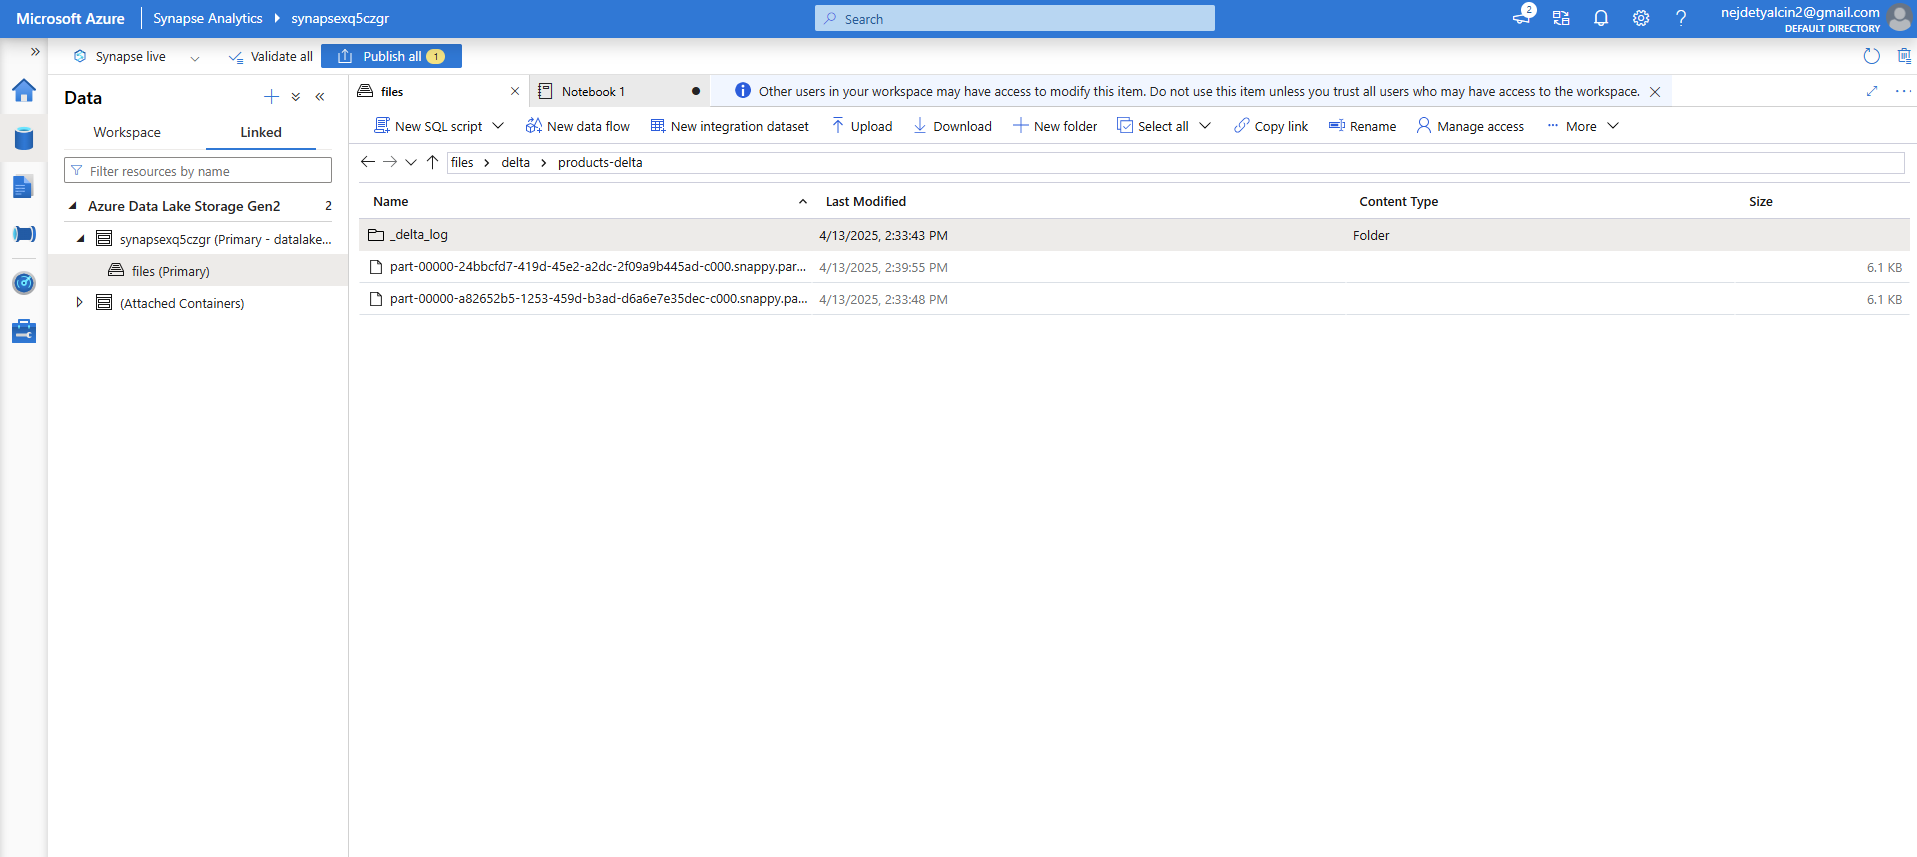 Microsoft Azure Synapse Analytics synapsexq5czgr Search 2 nejdetyalcin2@gmail.com
DEFAULT DIRECTORY
Synapse live Validate all Publish all 1
Data
Workspace Linked
Filter resources by name
Azure Data Lake Storage Gen2 2
synapsexq5czgr (Primary - datalake...
files (Primary)
(Attached Containers)
files Notebook 1 Other users in your workspace may have access to modify this item. Do not use this item unless you trust all users who may have access to the workspace.
New SQL script New data flow New integration dataset Upload Download New folder Select all Copy link Rename Manage access More
files > delta > products-delta
Name Last Modified Content Type Size
_delta_log 4/13/2025, 2:33:43 PM Folder
part-00000-24bbcfd7-419d-45e2-a2dc-2f09a9b445ad-c000.snappy.par... 4/13/2025, 2:39:55 PM 6.1 KB
part-00000-a82652b5-1253-459d-b3ad-d6a6e7e35dec-c000.snappy.pa... 4/13/2025, 2:33:48 PM 6.1 KB